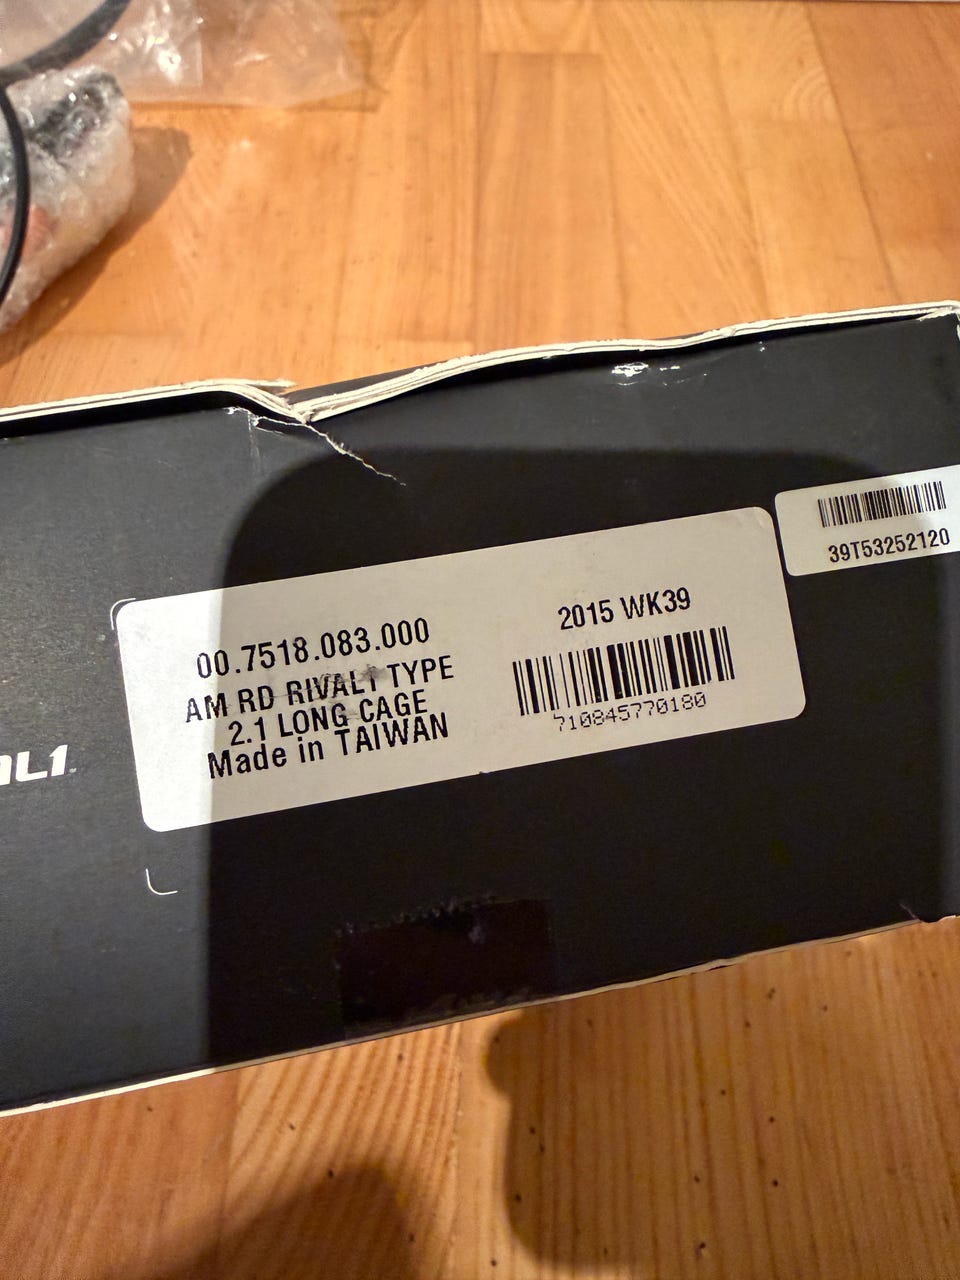 00.7518.083.000
AM RD RIVAL1 TYPE
2.1 LONG CAGE
Made in TAIWAN
2015 WK39
710845770180
39T53252120
AL1